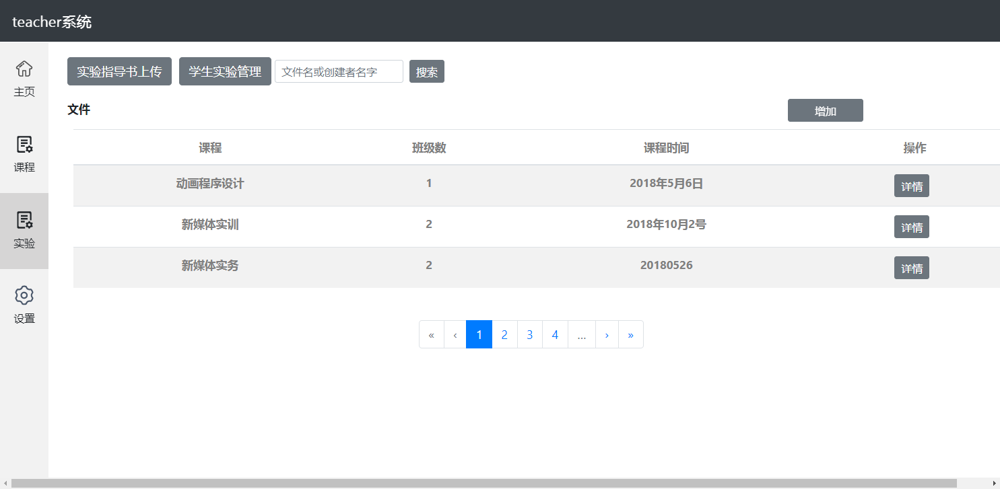 teacher系统
主页
课程
实验
设置
实验指导书上传 学生实验管理 文件名或创建者名字 搜索
文件 增加
课程 班级数 课程时间 操作
动画程序设计 1 2018年5月6日 详情
新媒体实训 2 2018年10月2号 详情
新媒体实务 2 20180526 详情
« ‹ 1 2 3 4 … › »